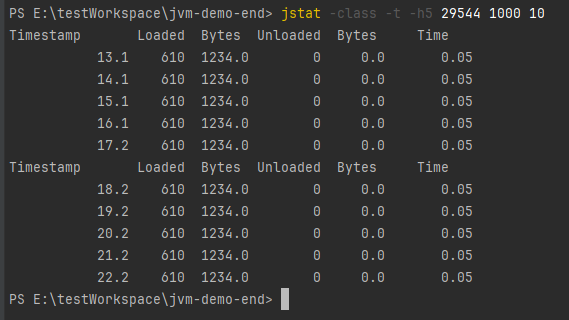 PS E:\testWorkspace\jvm-demo-end> jstat -class -t -h5 29544 1000 10
Timestamp       Loaded  Bytes  Unloaded  Bytes     Time
           13.1    610  1234.0        0     0.0       0.05
           14.1    610  1234.0        0     0.0       0.05
           15.1    610  1234.0        0     0.0       0.05
           16.1    610  1234.0        0     0.0       0.05
           17.2    610  1234.0        0     0.0       0.05
Timestamp       Loaded  Bytes  Unloaded  Bytes     Time
           18.2    610  1234.0        0     0.0       0.05
           19.2    610  1234.0        0     0.0       0.05
           20.2    610  1234.0        0     0.0       0.05
           21.2    610  1234.0        0     0.0       0.05
           22.2    610  1234.0        0     0.0       0.05
PS E:\testWorkspace\jvm-demo-end>